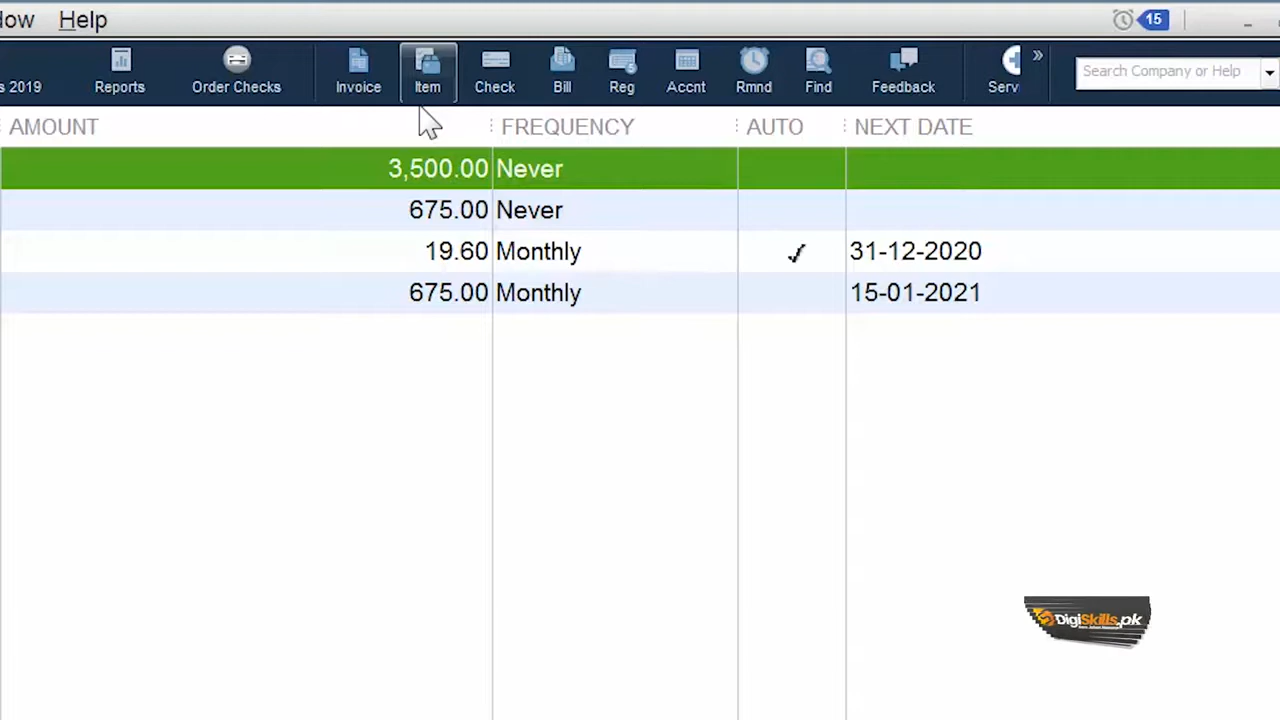 Help
15
s 2019 Reports Order Checks Invoice Item Check Bill Reg Accnt Rmnd Find Feedback Serv » Search Company or Help
AMOUNT FREQUENCY AUTO NEXT DATE
3,500.00 Never
675.00 Never
19.60 Monthly ✓ 31-12-2020
675.00 Monthly 15-01-2021
DigiSkills.pk